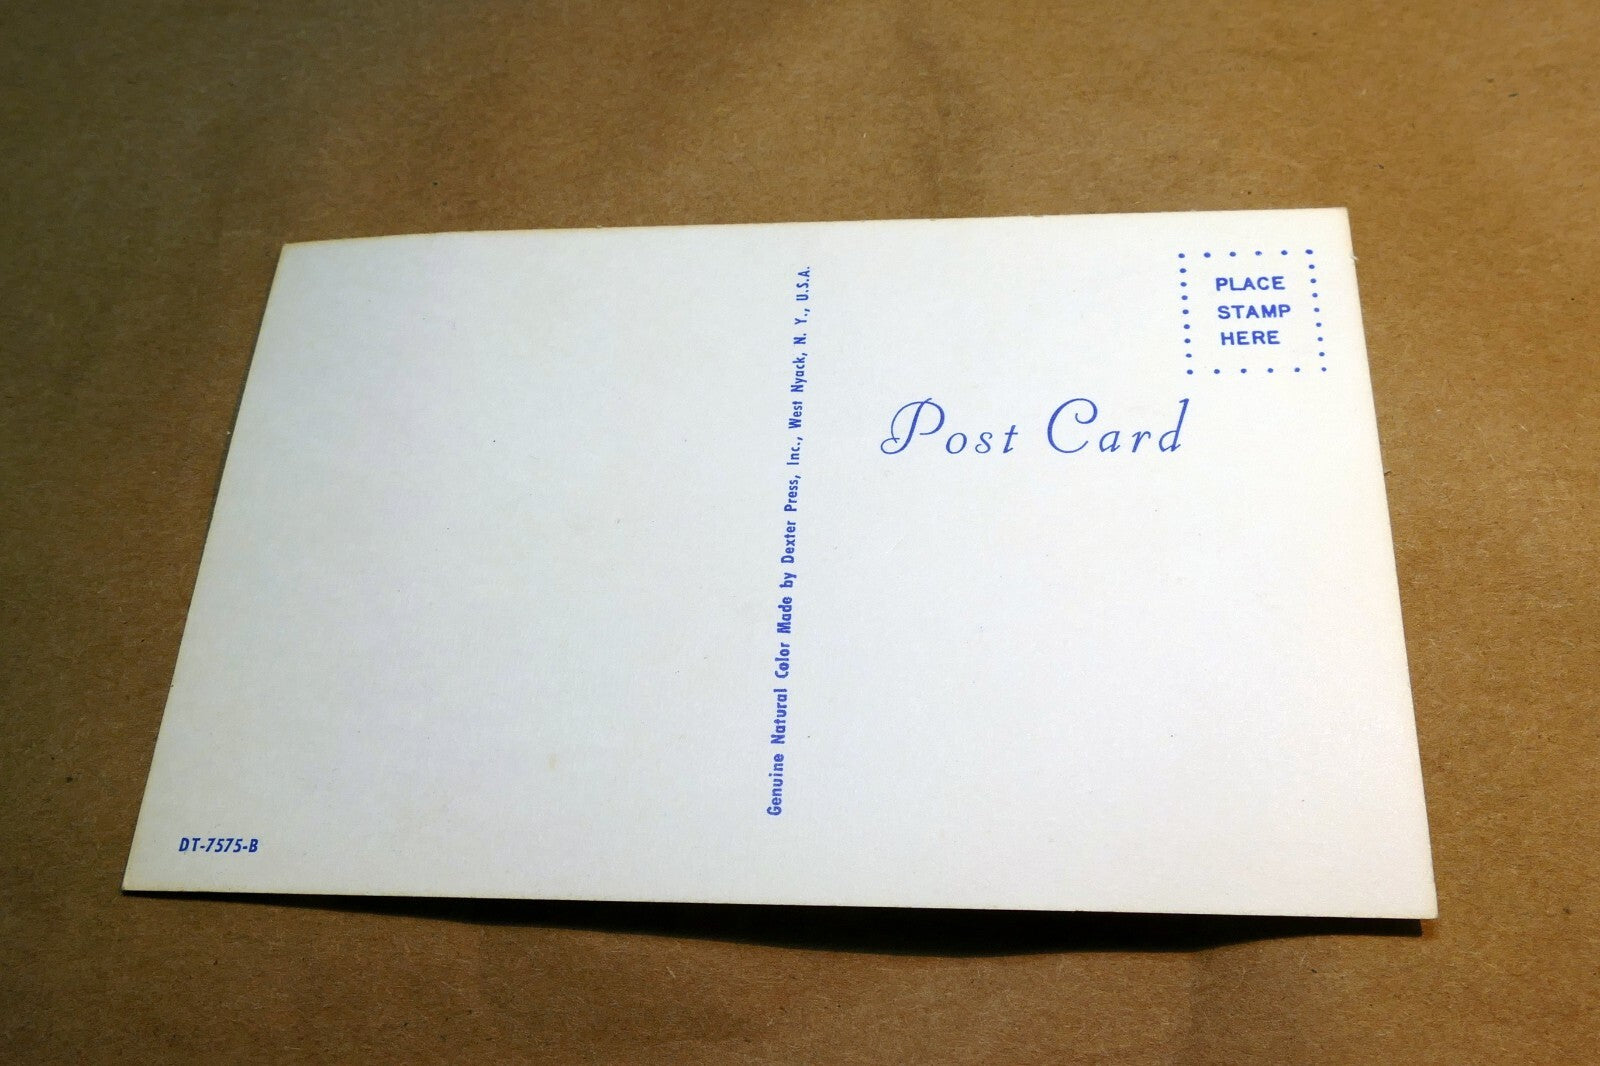 PLACE
STAMP
HERE
Post Card
Genuine Natural Color Made by Dexter Press, Inc., West Nyack, N. Y., U.S.A.
DT-7575-B